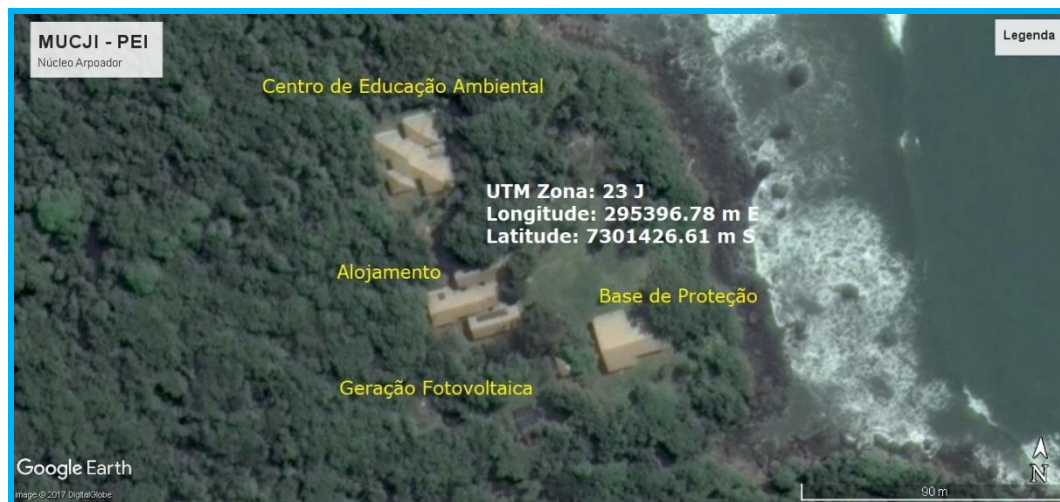 MUCJI - PEI
Núcleo Arpoador
Legenda
Centro de Educação Ambiental
UTM Zona: 23 J
Longitude: 295396.78 m E
Latitude: 7301426.61 m S
Alojamento
Base de Proteção
Geração Fotovoltaica
Google Earth
Image © 2017 DigitalGlobe
N
90 m